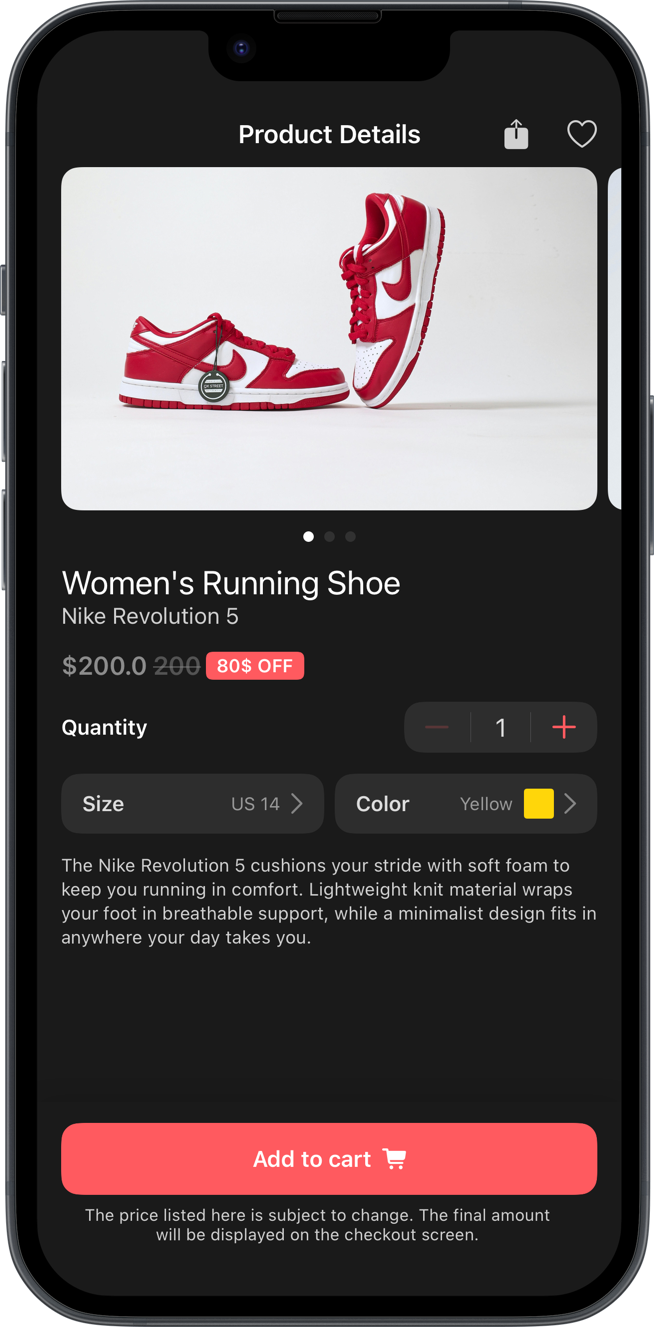 Product Details
Women's Running Shoe
Nike Revolution 5
$200.0 200 80$ OFF
Quantity 1
Size US 14 Color Yellow
The Nike Revolution 5 cushions your stride with soft foam to
keep you running in comfort. Lightweight knit material wraps
your foot in breathable support, while a minimalist design fits in
anywhere your day takes you.
Add to cart
The price listed here is subject to change. The final amount
will be displayed on the checkout screen.